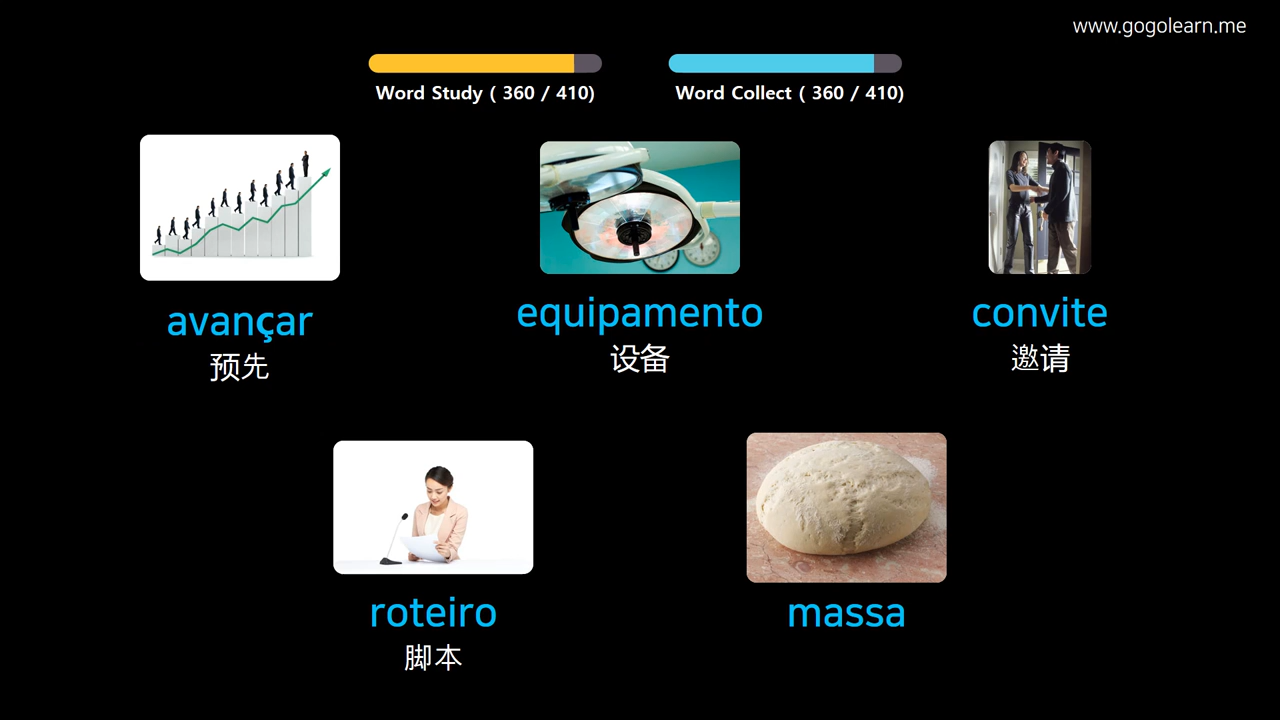 www.gogolearn.me
Word Study ( 360 / 410)
Word Collect ( 360 / 410)
avançar
预先
equipamento
设备
convite
邀请
roteiro
脚本
massa